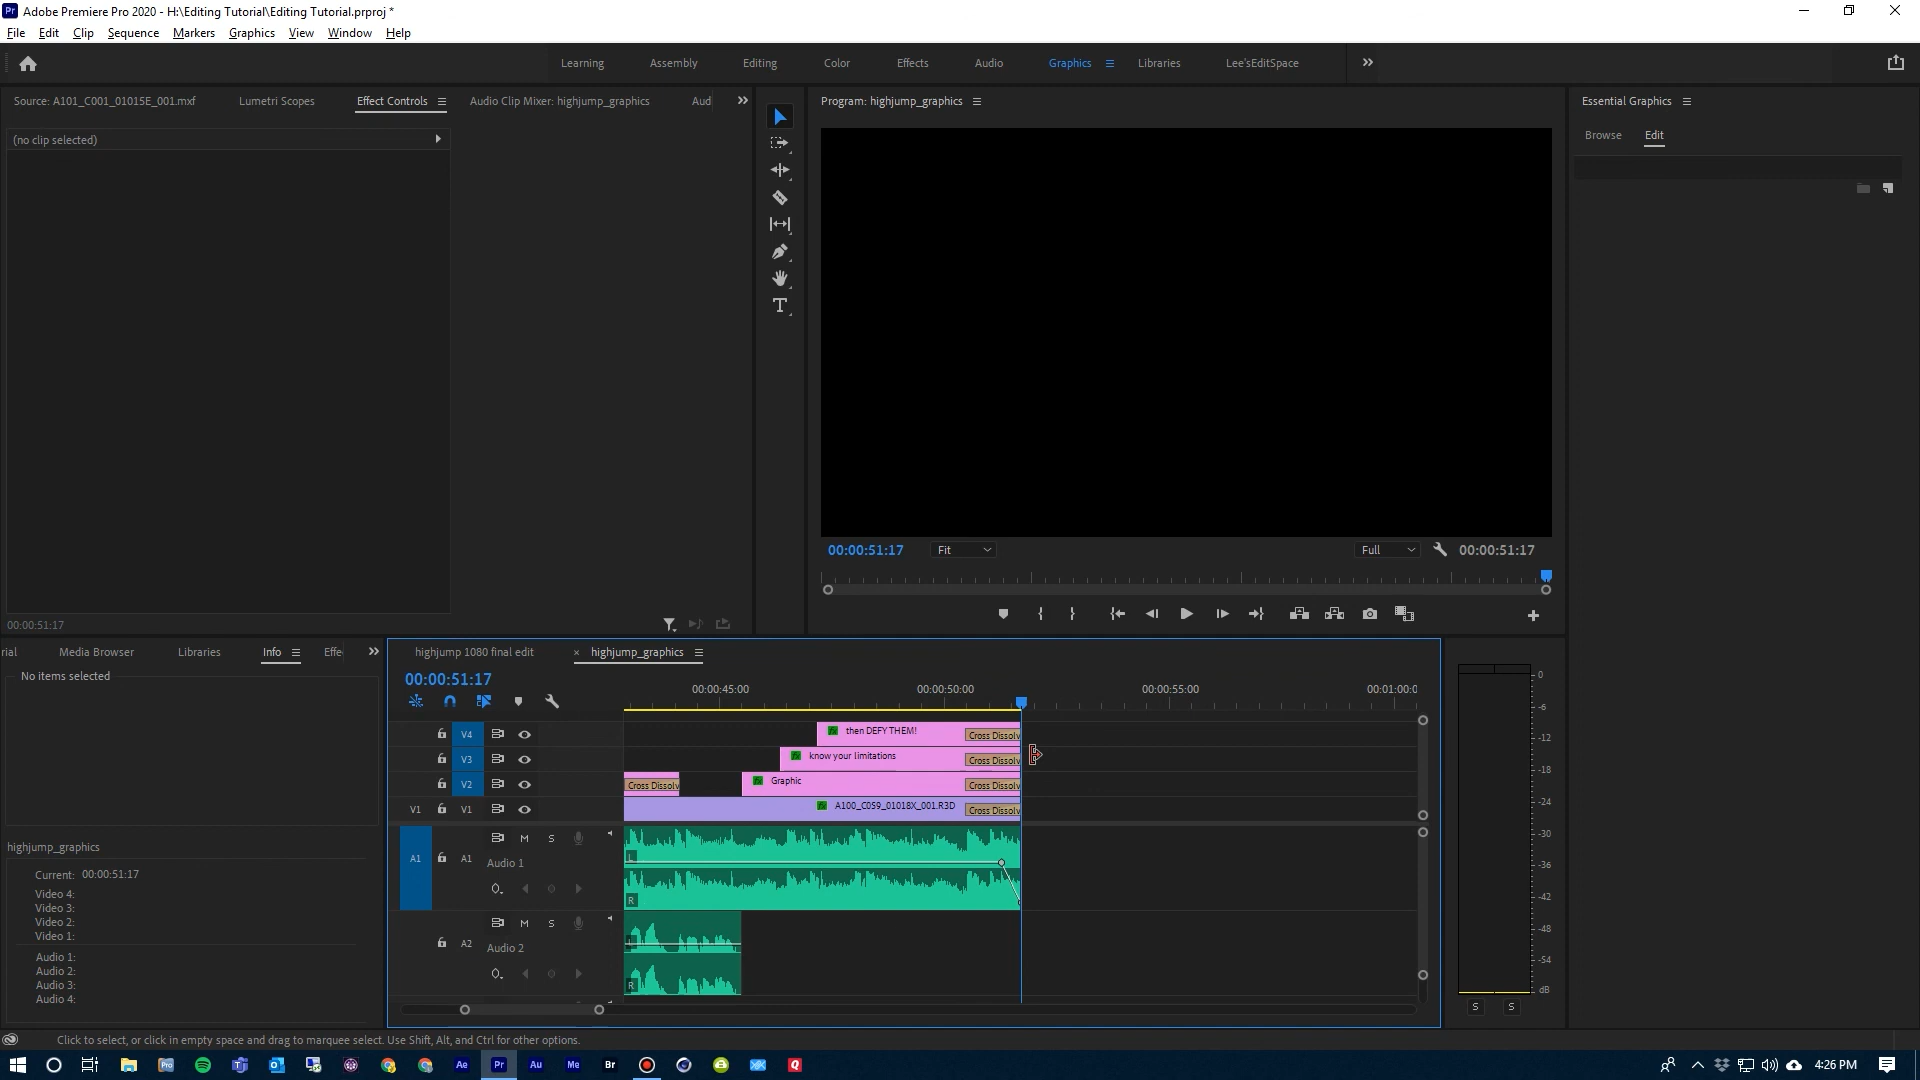 Pr Adobe Premiere Pro 2020 - H:\Editing Tutorial\Editing Tutorial.prproj *
File Edit Clip Sequence Markers Graphics View Window Help
Learning Assembly Editing Color Effects Audio Graphics Libraries Lee'sEditSpace
Source: A101_C001_01015E_001.mxf Lumetri Scopes Effect Controls Audio Clip Mixer: highjump_graphics Aud
Program: highjump_graphics
Essential Graphics
Browse Edit
(no clip selected)
00:00:51:17 Fit Full 00:00:51:17
00:00:51:17
rial Media Browser Libraries Info Effe
highjump 1080 final edit × highjump_graphics
No items selected
00:00:51:17
00:00:45:00 00:00:50:00 00:00:55:00 00:01:00:0
V4 then DEFY THEM! Cross Dissolv
V3 know your limitations Cross Dissolv
V2 Cross Dissolv Graphic Cross Dissolv
V1 V1 A100_C059_01018X_001.R3D Cross Dissolv
M S
A1 A1 Audio 1
L
R
M S
A2 Audio 2
L
R
highjump_graphics
Current: 00:00:51:17
Video 4:
Video 3:
Video 2:
Video 1:
Audio 1:
Audio 2:
Audio 3:
Audio 4:
0
-6
-12
-18
-24
-30
-36
-42
-48
-54
dB
S S
Click to select, or click in empty space and drag to marquee select. Use Shift, Alt, and Ctrl for other options.
Ae Pr Au Me Br 4:26 PM